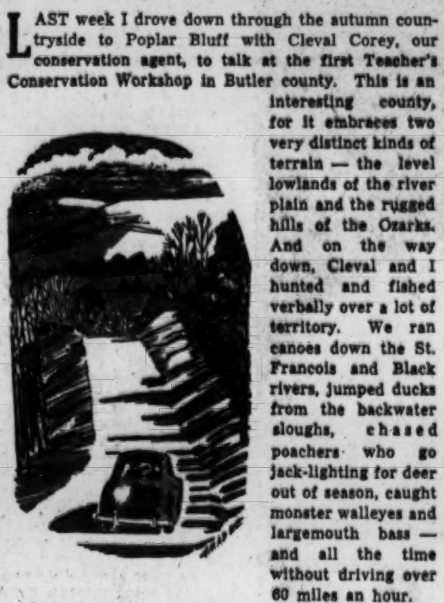 LAST week I drove down through the autumn coun-
tryside to Poplar Bluff with Cleval Corey, our
conservation agent, to talk at the first Teacher's
Conservation Workshop in Butler county. This is an
interesting county,
for it embraces two
very distinct kinds of
terrain — the level
lowlands of the river
plain and the rugged
hills of the Ozarks.
And on the way
down, Cleval and I
hunted and fished
verbally over a lot of
territory. We ran
canoes down the St.
Francois and Black
rivers, jumped ducks
from the backwater
sloughs, chased
poachers who go
jack-lighting for deer
out of season, caught
monster walleyes and
largemouth bass —
and all the time
without driving over
60 miles an hour.